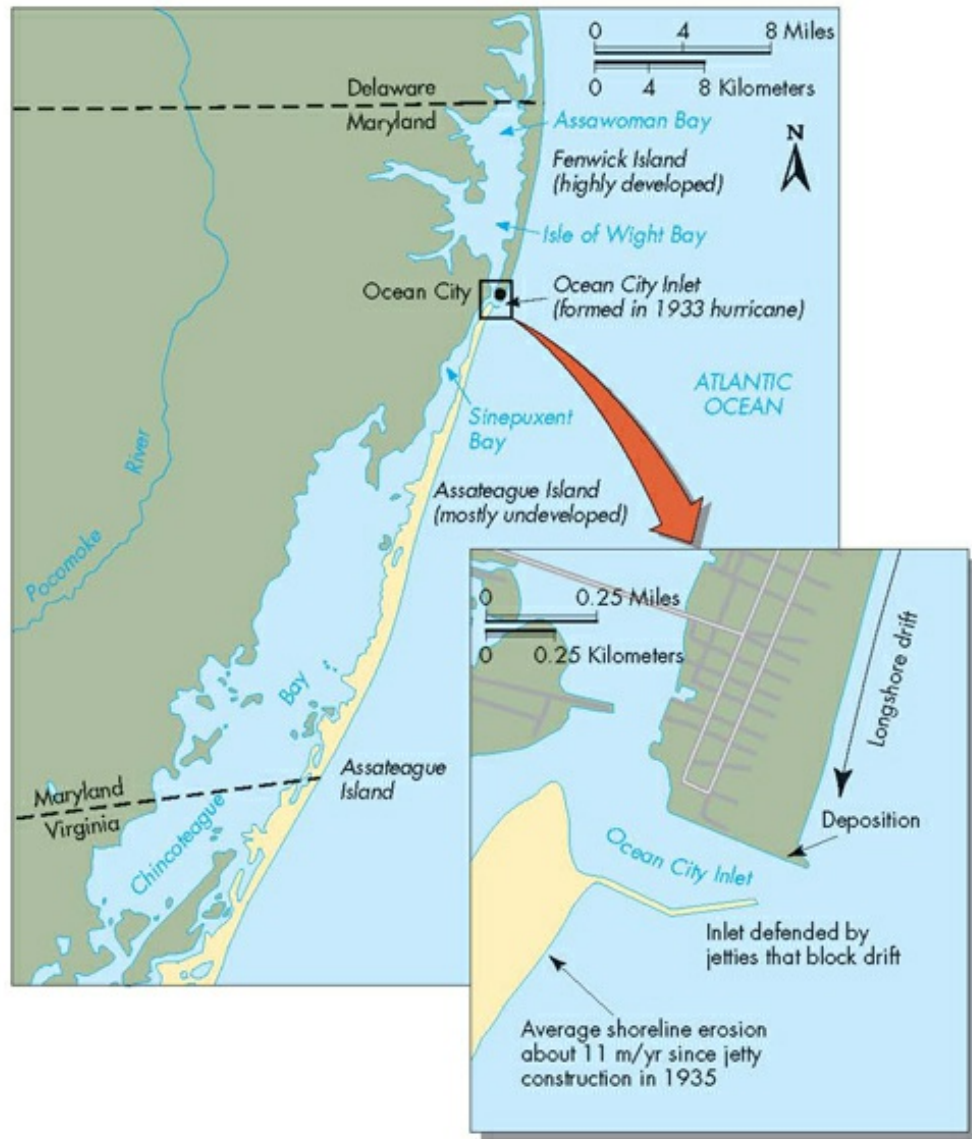 0 4 8 Miles
0 4 8 Kilometers
Delaware
Maryland
Assawoman Bay
N
Fenwick Island
(highly developed)
Isle of Wight Bay
Ocean City
Ocean City Inlet
(formed in 1933 hurricane)
ATLANTIC
OCEAN
Sinepuxent
Bay
Pocomoke River
Assateague Island
(mostly undeveloped)
Chincoteague Bay
Assateague
Island
Maryland
Virginia
0 0.25 Miles
0 0.25 Kilometers
Longshore drift
Deposition
Ocean City Inlet
Inlet defended by
jetties that block drift
Average shoreline erosion
about 11 m/yr since jetty
construction in 1935